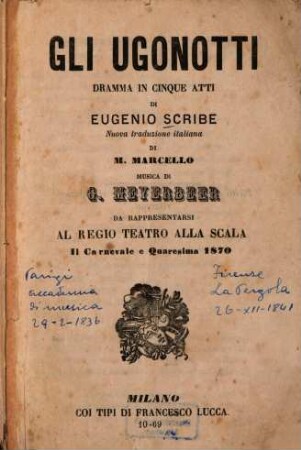 GLI UGONOTTI
DRAMMA IN CINQUE ATTI
DI
EUGENIO SCRIBE
Nuova traduzione italiana
DI
M. MARCELLO
MUSICA DI
G. MEYERBEER
DA RAPPRESENTARSI
AL REGIO TEATRO ALLA SCALA
Il Carnevale e Quaresima 1870
Parigi
accademia
di musica
29-2-1836
Firenze
La Pergola
26-XII-1841
MILANO
COI TIPI DI FRANCESCO LUCCA.
10-69